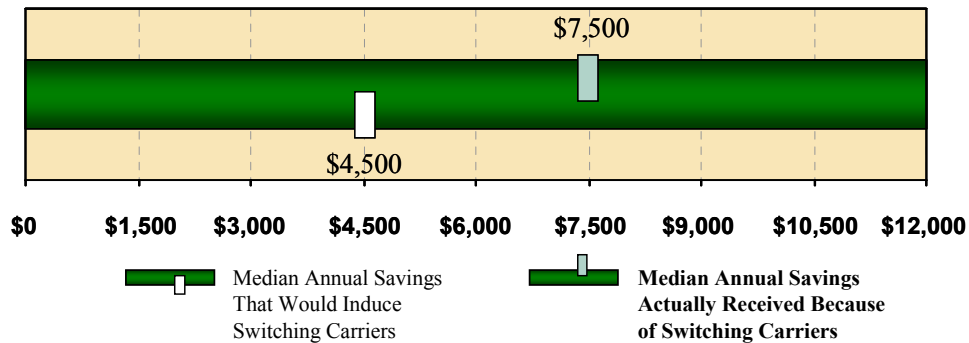 $7,500
$4,500
$0 $1,500 $3,000 $4,500 $6,000 $7,500 $9,000 $10,500 $12,000
Median Annual Savings
That Would Induce
Switching Carriers
Median Annual Savings
Actually Received Because
of Switching Carriers